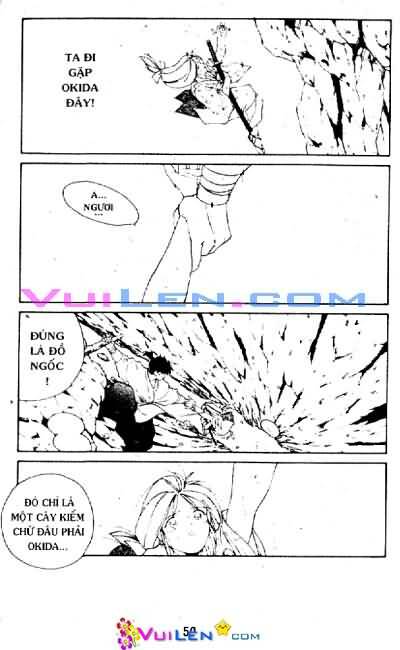 TA ĐI
GẶP
OKIDA
ĐÂY!
A...
NGƯƠI
...
VUILEN.COM
ĐÚNG
LÀ ĐỒ
NGỐC
!
ĐÓ CHỈ LÀ
MỘT CÂY KIẾM
CHỨ ĐÂU PHẢI
OKIDA...
VUILEN
.com